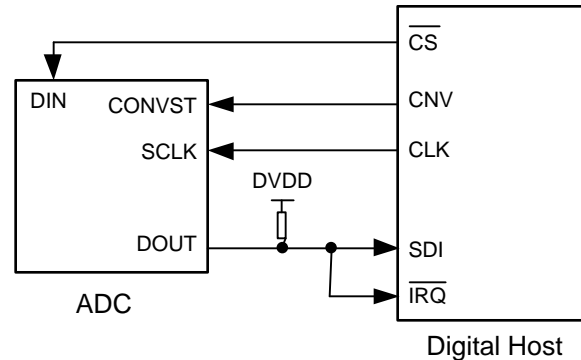 CS
DIN
CONVST
CNV
SCLK
CLK
DVDD
DOUT
SDI
IRQ
ADC
Digital Host